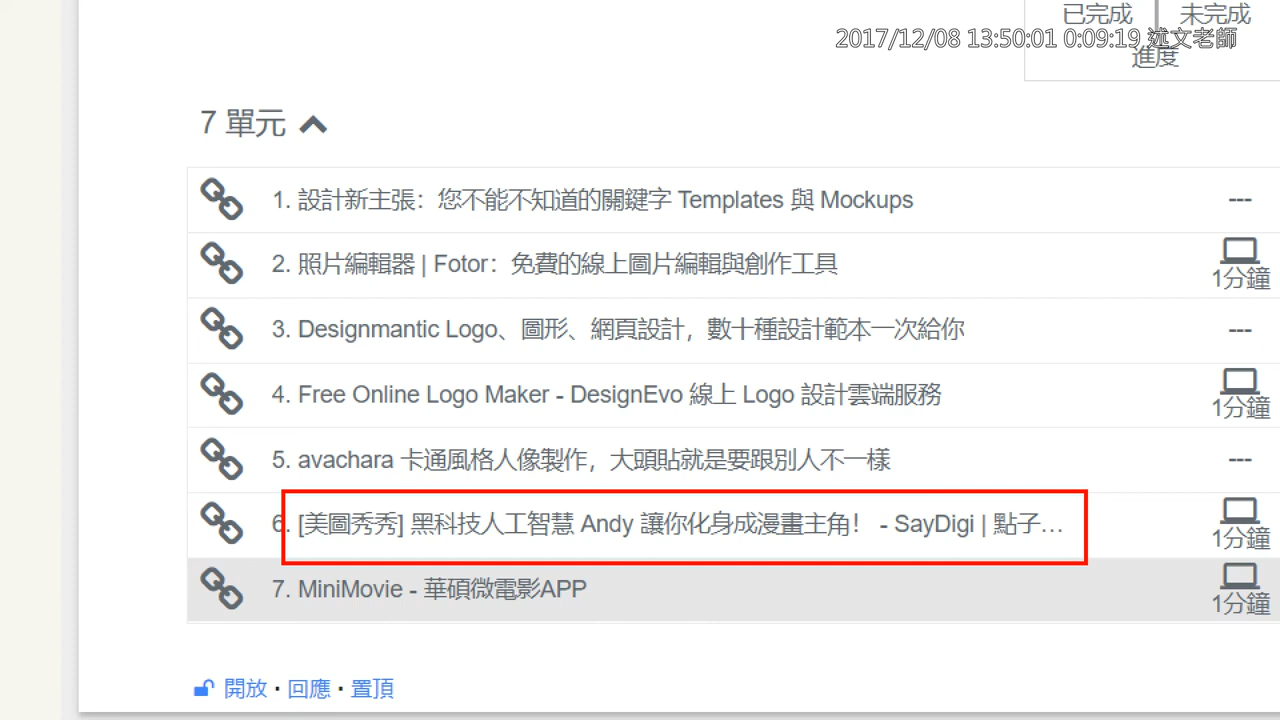 已完成 未完成
2017/12/08 13:50:01 0:09:19 述文老師
進度
7 單元
1. 設計新主張：您不能不知道的關鍵字 Templates 與 Mockups ---
2. 照片編輯器 | Fotor：免費的線上圖片編輯與創作工具 1分鐘
3. Designmantic Logo、圖形、網頁設計，數十種設計範本一次給你 ---
4. Free Online Logo Maker - DesignEvo 線上 Logo 設計雲端服務 1分鐘
5. avachara 卡通風格人像製作，大頭貼就是要跟別人不一樣 ---
6. [美圖秀秀] 黑科技人工智慧 Andy 讓你化身成漫畫主角！ - SayDigi | 點子… 1分鐘
7. MiniMovie - 華碩微電影APP 1分鐘
開放 · 回應 · 置頂